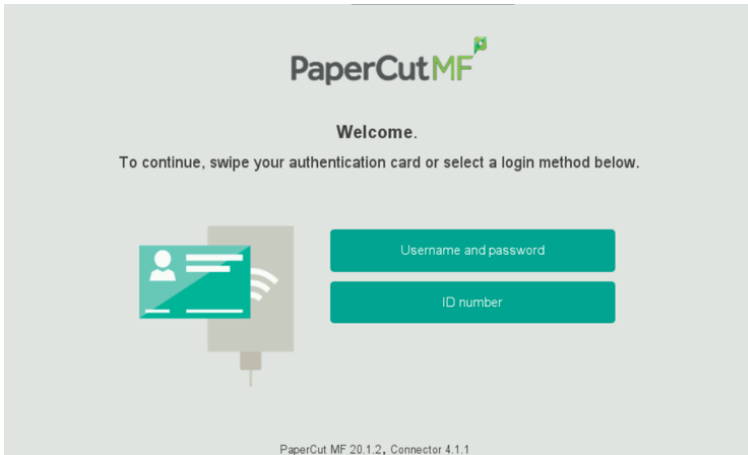 PaperCutMF
Welcome.
To continue, swipe your authentication card or select a login method below.
Username and password
ID number
PaperCut MF 20.1.2, Connector 4.1.1